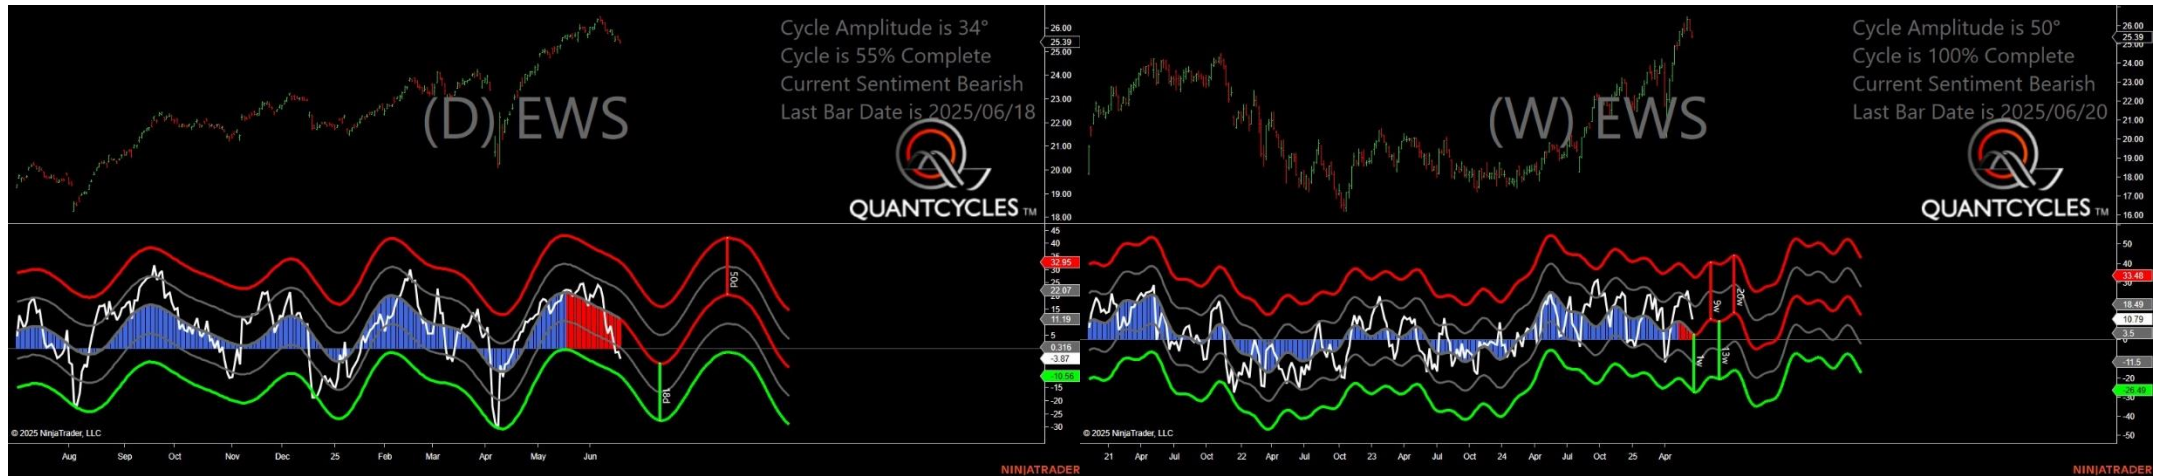 Cycle Amplitude is 34°
Cycle is 55% Complete
Current Sentiment Bearish
Last Bar Date is 2025/06/18
(D) EWS
QUANTCYCLES TM
26.00
25.39
25.00
24.00
23.00
22.00
21.00
20.00
19.00
18.00
45
32.95
30
22.07
15
11.19
5
0.316
-3.87
-10.56
-15
-25
-30
50d
18d
© 2025 NinjaTrader, LLC
Aug Sep Oct Nov Dec 25 Feb Mar Apr May Jun
NINJATRADER
Cycle Amplitude is 50°
Cycle is 100% Complete
Current Sentiment Bearish
Last Bar Date is 2025/06/20
(W) EWS
QUANTCYCLES TM
26.00
25.39
25.00
24.00
23.00
22.00
21.00
20.00
19.00
18.00
17.00
16.00
50
40
33.48
18.49
10.79
3.5
-11.5
-20
-26.49
-40
-50
9w
20w
1w
13w
© 2025 NinjaTrader, LLC
21 Apr Jul Oct 22 Apr Jul Oct 23 Apr Jul Oct 24 Apr Jul Oct 25 Apr
NINJATRADER